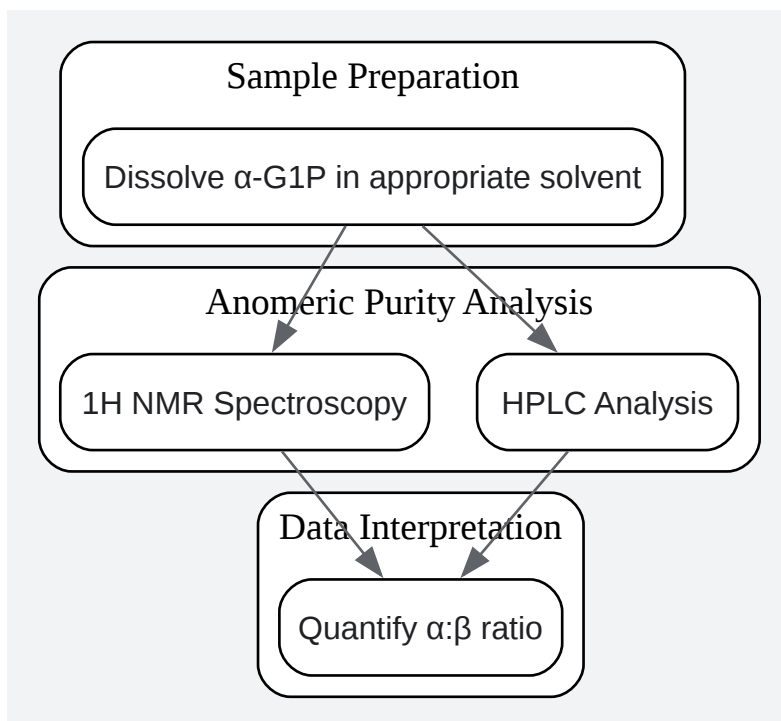 Sample Preparation
Dissolve α-G1P in appropriate solvent
Anomeric Purity Analysis
1H NMR Spectroscopy
HPLC Analysis
Data Interpretation
Quantify α:β ratio